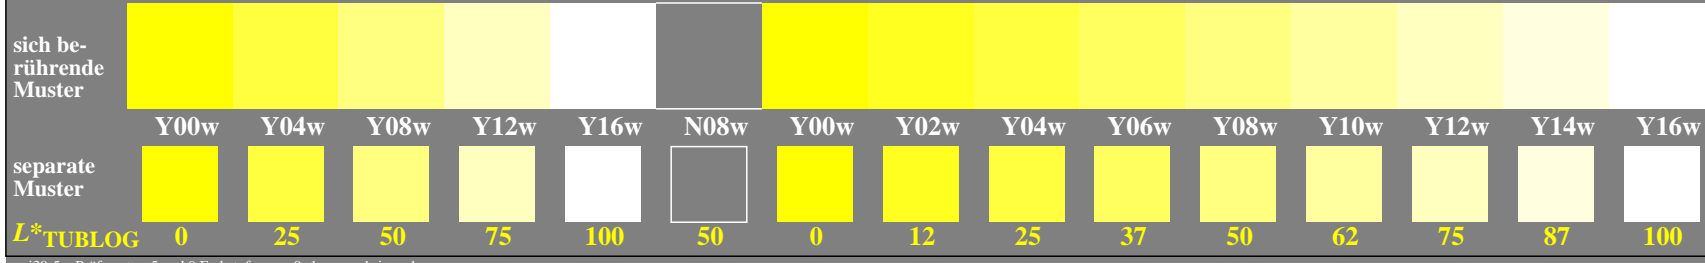 sich be-
rührende
Muster
Y00w Y04w Y08w Y12w Y16w N08w Y00w Y02w Y04w Y06w Y08w Y10w Y12w Y14w Y16w
separate
Muster
L*TUBLOG 0 25 50 75 100 50 0 12 25 37 50 62 75 87 100